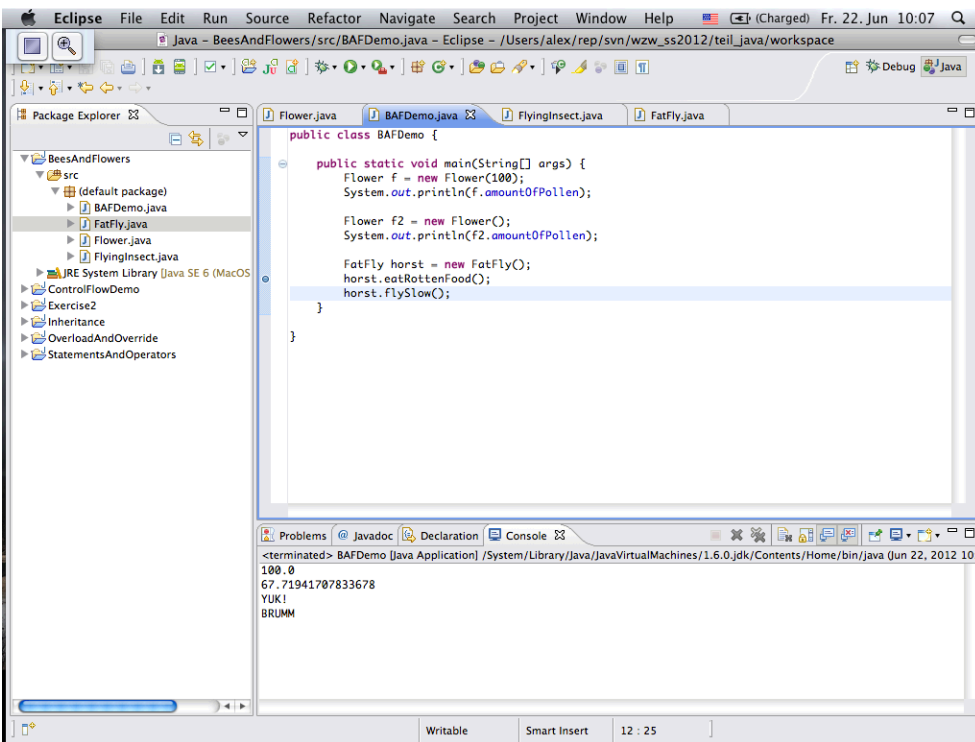 Eclipse File Edit Run Source Refactor Navigate Search Project Window Help (Charged) Fr. 22. Jun 10:07
Java – BeesAndFlowers/src/BAFDemo.java – Eclipse – /Users/alex/rep/svn/wzw_ss2012/teil_java/workspace
Debug Java
Package Explorer
BeesAndFlowers
src
(default package)
BAFDemo.java
FatFly.java
Flower.java
FlyingInsect.java
JRE System Library [Java SE 6 (MacOS
ControlFlowDemo
Exercise2
Inheritance
OverloadAndOverride
StatementsAndOperators
Flower.java BAFDemo.java FlyingInsect.java FatFly.java
public class BAFDemo {
public static void main(String[] args) {
Flower f = new Flower(100);
System.out.println(f.amountOfPollen);
Flower f2 = new Flower();
System.out.println(f2.amountOfPollen);
FatFly horst = new FatFly();
horst.eatRottenFood();
horst.flySlow();
}
}
Problems @ Javadoc Declaration Console
<terminated> BAFDemo [Java Application] /System/Library/Java/JavaVirtualMachines/1.6.0.jdk/Contents/Home/bin/java (Jun 22, 2012 10
100.0
67.71941707833678
YUK!
BRUMM
Writable Smart Insert 12 : 25